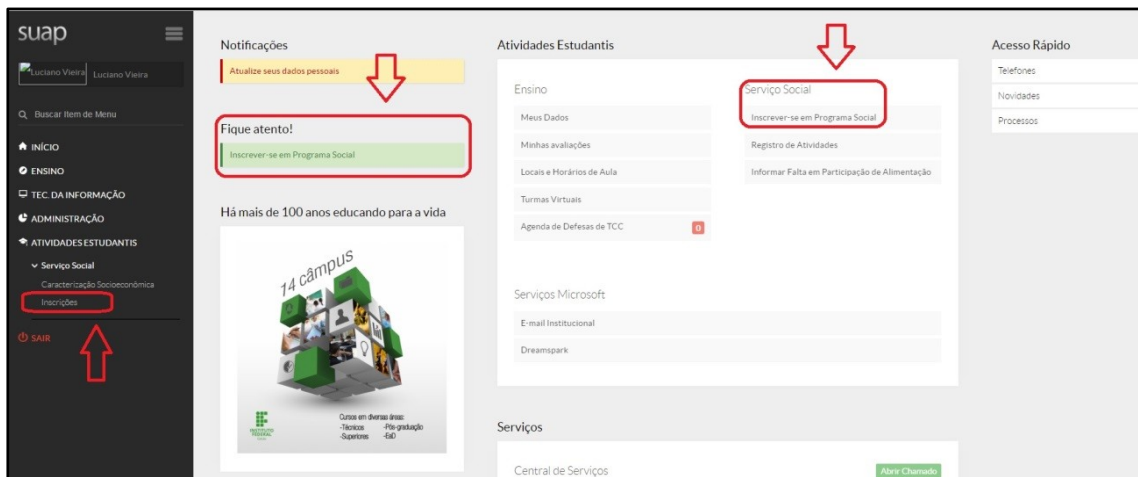 suap
Luciano Vieira Luciano Vieira
Buscar Item de Menu
INÍCIO
ENSINO
TEC. DA INFORMAÇÃO
ADMINISTRAÇÃO
ATIVIDADES ESTUDANTIS
Serviço Social
Caracterização Socioeconômica
Inscrições
SAIR
Notificações
Atualize seus dados pessoais
Fique atento!
Inscrever-se em Programa Social
Há mais de 100 anos educando para a vida
14 câmpus
INSTITUTO
FEDERAL
Cursos em diversas áreas:
-Técnicos -Pós-graduação
-Superiores -EaD
Atividades Estudantis
Ensino
Meus Dados
Minhas avaliações
Locais e Horários de Aula
Turmas Virtuais
Agenda de Defesas de TCC 0
Serviço Social
Inscrever-se em Programa Social
Registro de Atividades
Informar Falta em Participação de Alimentação
Serviços Microsoft
E-mail Institucional
Dreamspark
Serviços
Central de Serviços Abrir Chamado
Acesso Rápido
Telefones
Novidades
Processos